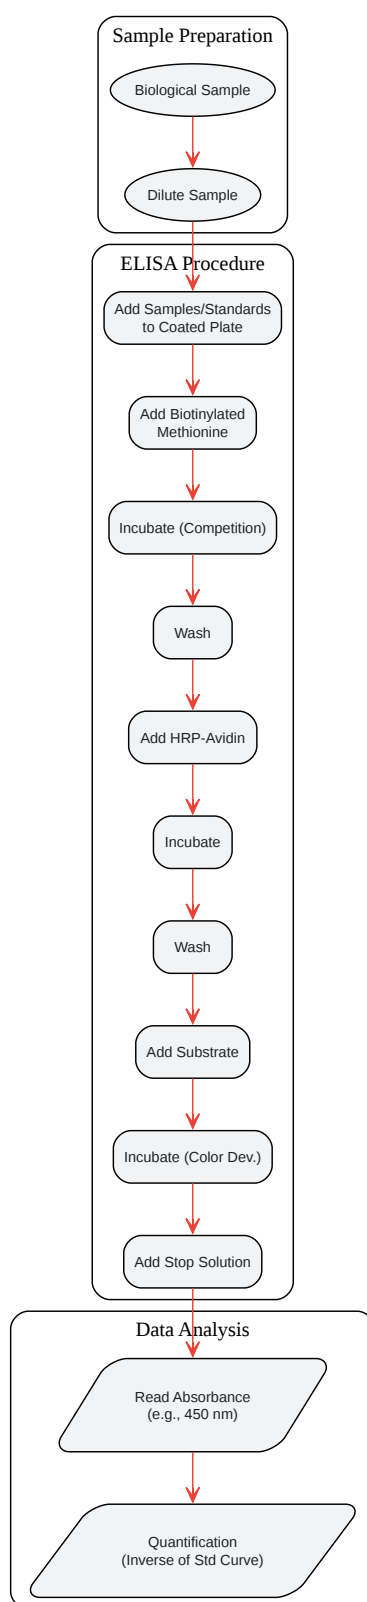 Sample Preparation
Biological Sample
Dilute Sample
ELISA Procedure
Add Samples/Standards
to Coated Plate
Add Biotinylated
Methionine
Incubate (Competition)
Wash
Add HRP-Avidin
Incubate
Wash
Add Substrate
Incubate (Color Dev.)
Add Stop Solution
Data Analysis
Read Absorbance
(e.g., 450 nm)
Quantification
(Inverse of Std Curve)